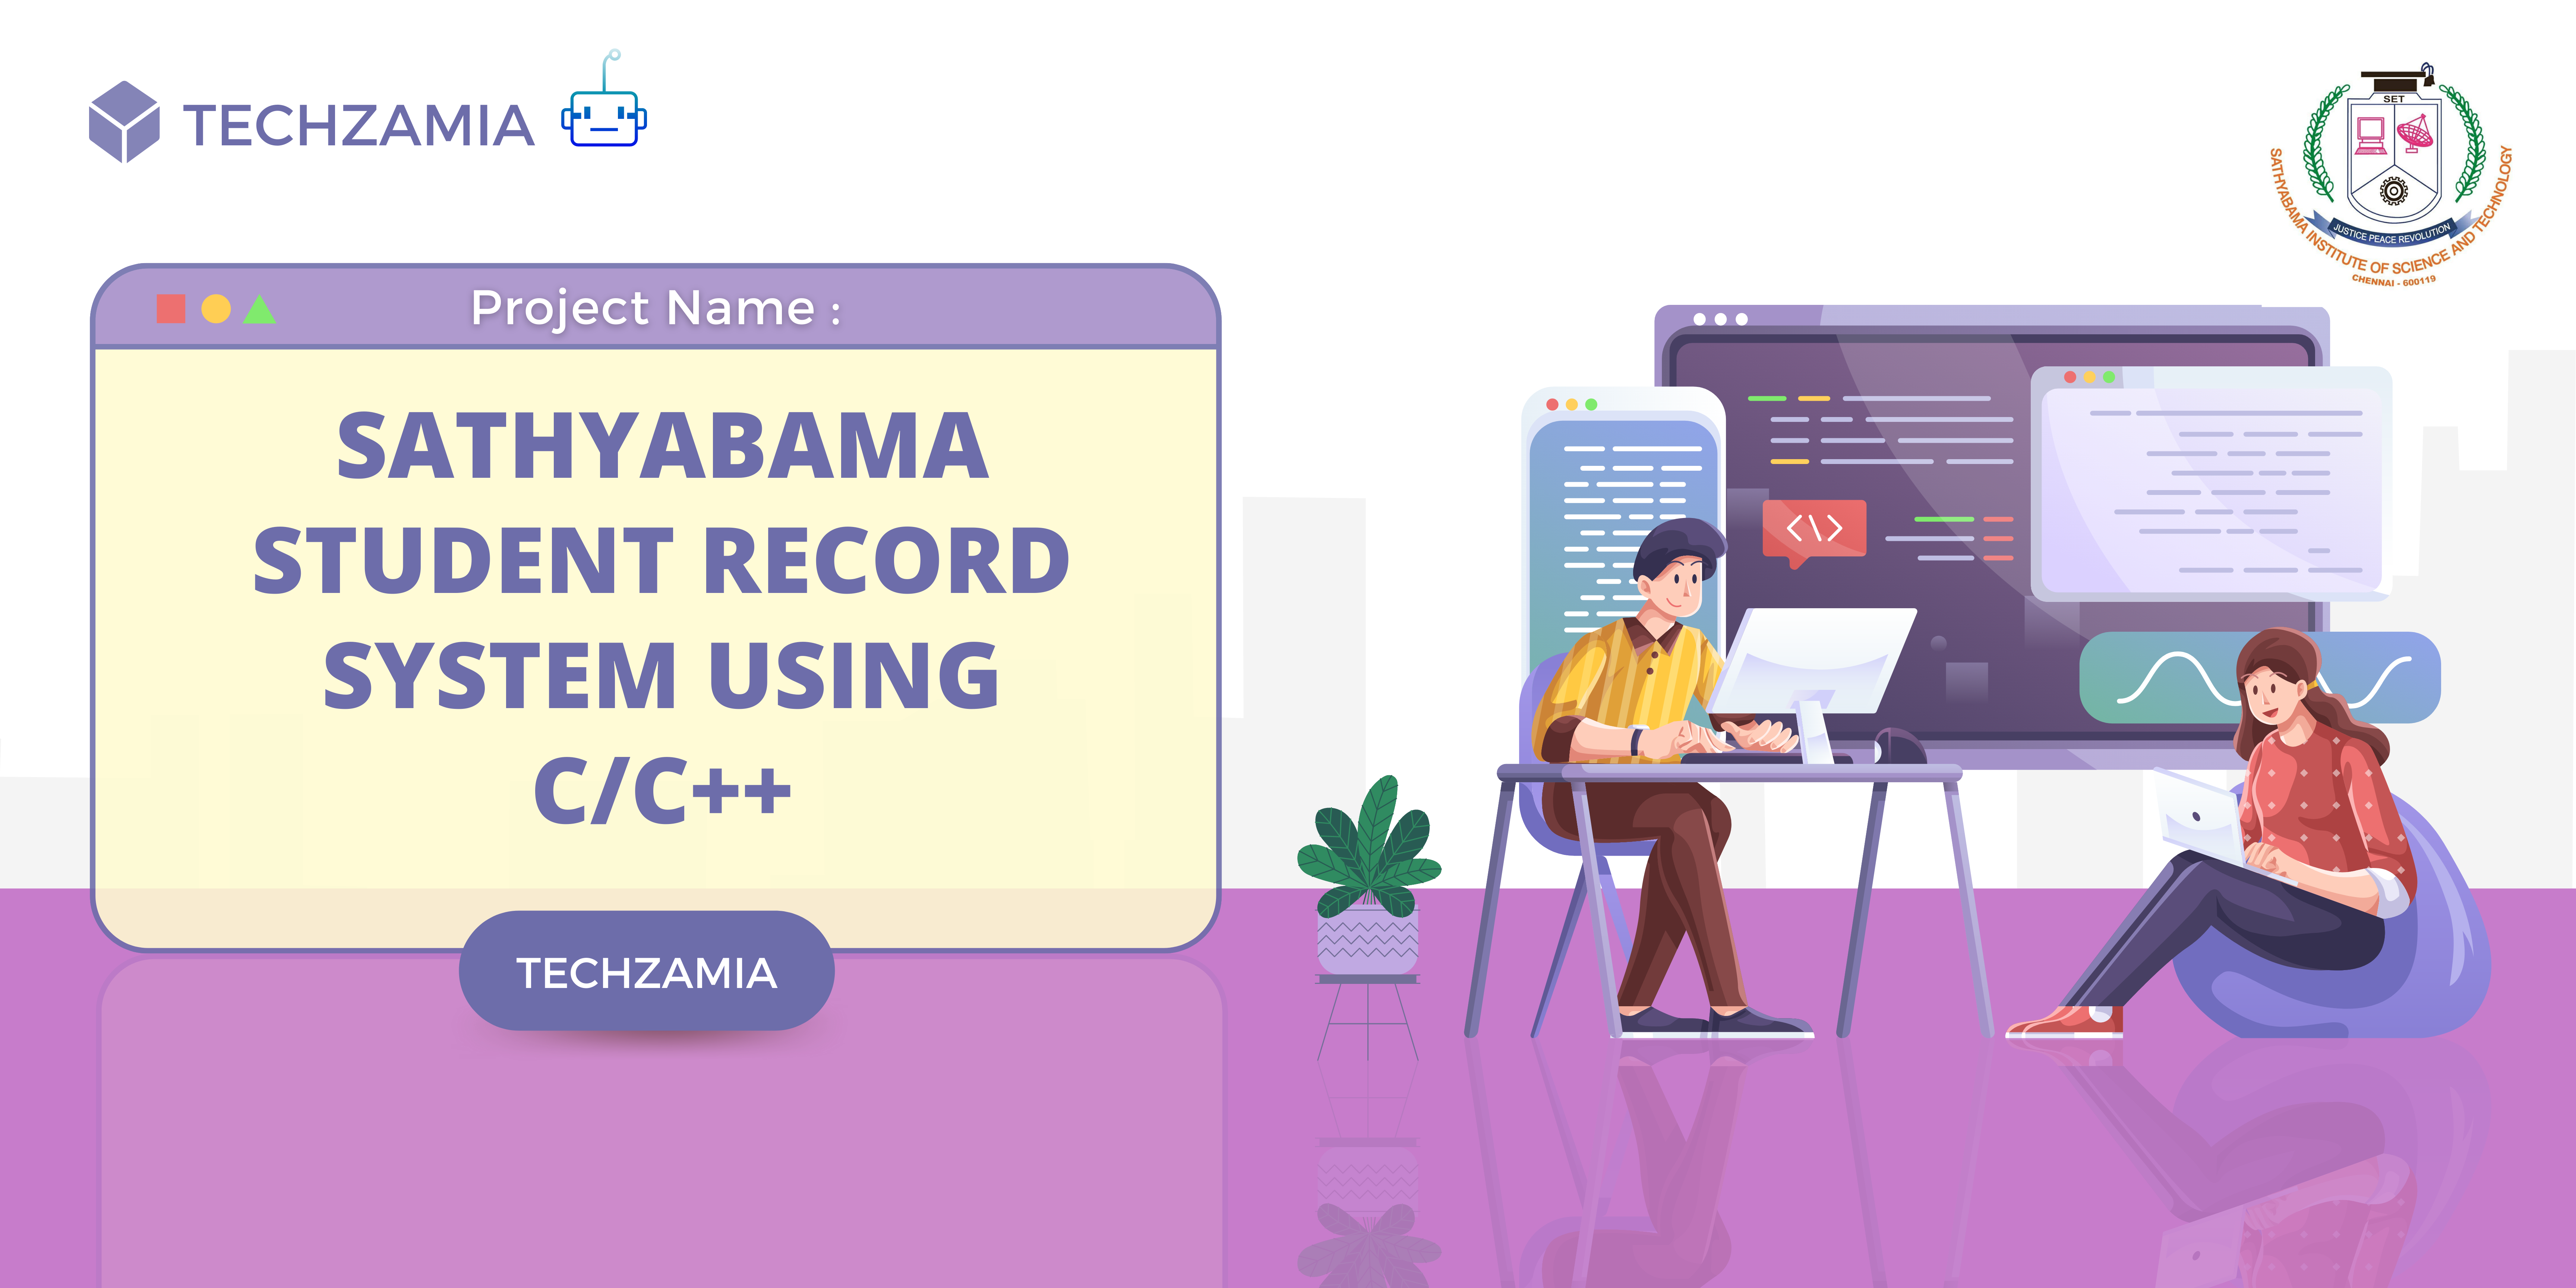 TECHZAMIA
SET
JUSTICE PEACE REVOLUTION
SATHYABAMA INSTITUTE OF SCIENCE AND TECHNOLOGY
CHENNAI - 600119
Project Name :
SATHYABAMA
STUDENT RECORD
SYSTEM USING
C/C++
TECHZAMIA
<\>